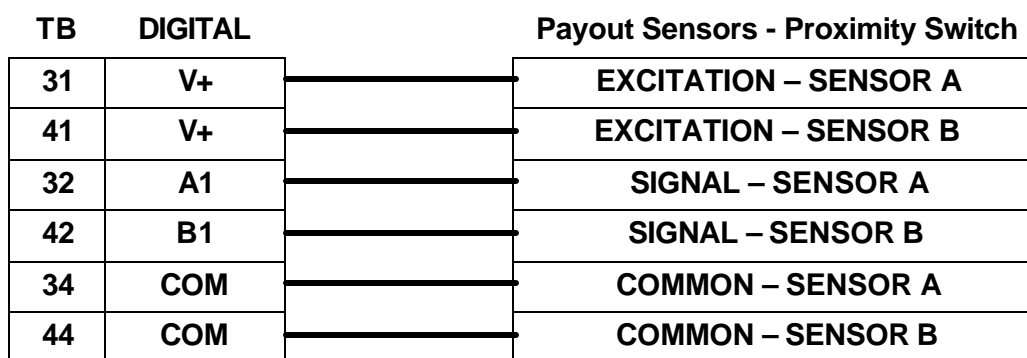 TB DIGITAL Payout Sensors - Proximity Switch
31 V+ EXCITATION – SENSOR A
41 V+ EXCITATION – SENSOR B
32 A1 SIGNAL – SENSOR A
42 B1 SIGNAL – SENSOR B
34 COM COMMON – SENSOR A
44 COM COMMON – SENSOR B